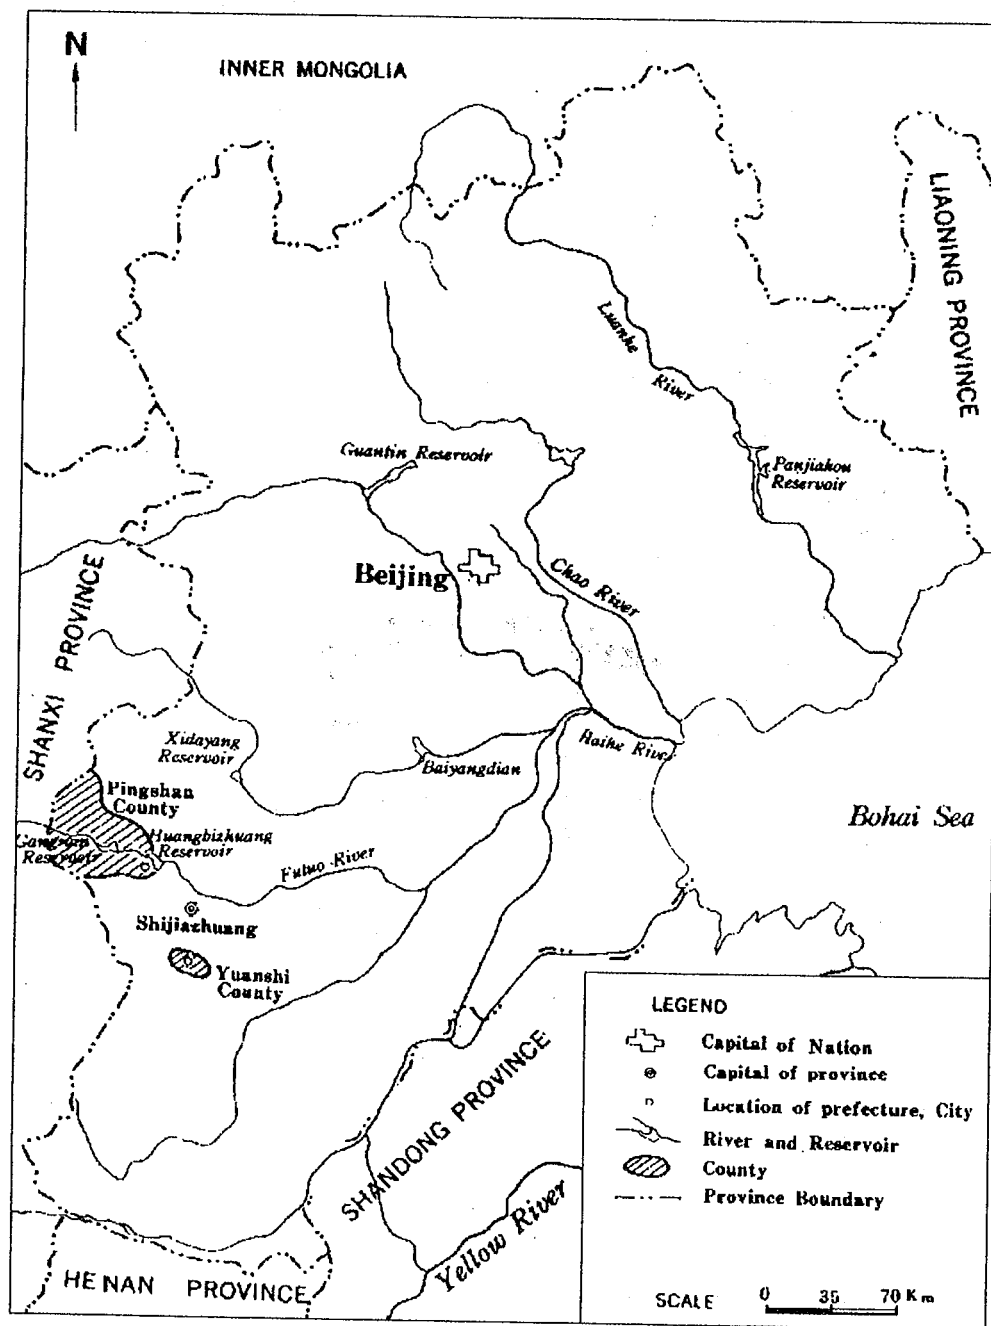 N
INNER MONGOLIA
LIAONING PROVINCE
Luanhe
River
Guantin Reservoir
Panjiakou
Reservoir
Beijing
Chao River
SHANXI PROVINCE
Xidayang
Reservoir
Baiyangdian
Haihe River
Pingshan
County
Bohai Sea
Huangbizhuang
Reservoir
Reservoir
Futuo River
Shijiazhuang
Yuanshi
County
SHANDONG PROVINCE
Yellow River
HENAN PROVINCE
LEGEND
Capital of Nation
Capital of province
Location of prefecture, City
River and Reservoir
County
Province Boundary
SCALE
0 35 70 Km